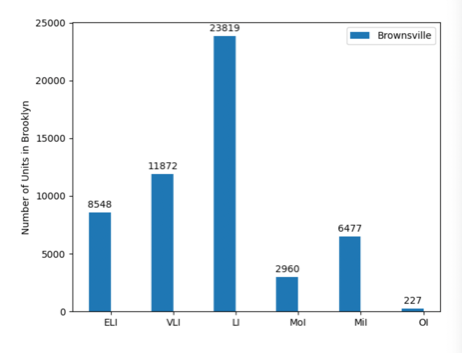 25000
20000
15000
10000
5000
0
Number of Units in Brooklyn
Brownsville
8548
11872
23819
2960
6477
227
ELI
VLI
LI
MoI
MiI
OI